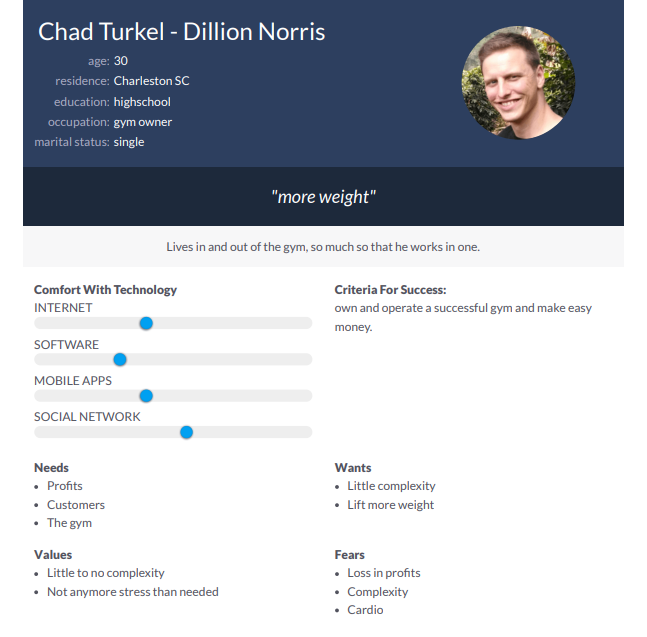 Chad Turkel - Dillion Norris
age: 30
residence: Charleston SC
education: highschool
occupation: gym owner
marital status: single
"more weight"
Lives in and out of the gym, so much so that he works in one.
Comfort With Technology
INTERNET
SOFTWARE
MOBILE APPS
SOCIAL NETWORK
Criteria For Success:
own and operate a successful gym and make easy
money.
Needs
• Profits
• Customers
• The gym
Wants
• Little complexity
• Lift more weight
Values
• Little to no complexity
• Not anymore stress than needed
Fears
• Loss in profits
• Complexity
• Cardio